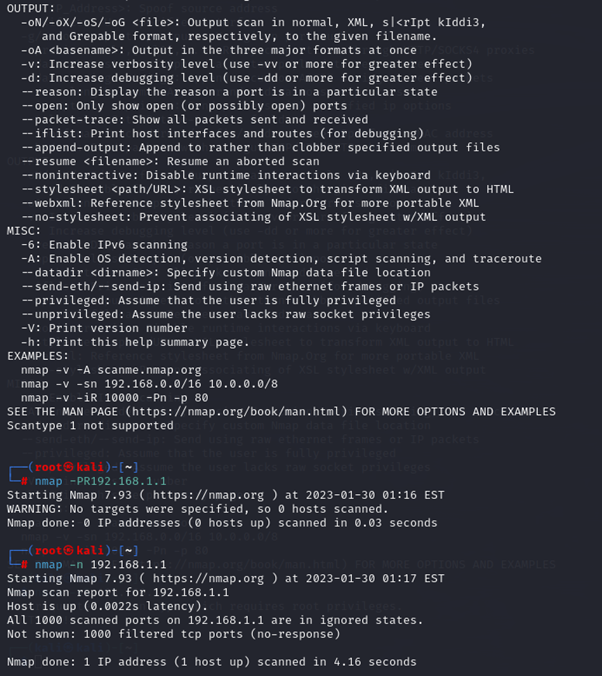 OUTPUT:
-oN/-oX/-oS/-oG <file>: Output scan in normal, XML, s|<rIpt kIddi3,
and Grepable format, respectively, to the given filename.
-oA <basename>: Output in the three major formats at once
-v: Increase verbosity level (use -vv or more for greater effect)
-d: Increase debugging level (use -dd or more for greater effect)
--reason: Display the reason a port is in a particular state
--open: Only show open (or possibly open) ports
--packet-trace: Show all packets sent and received
--iflist: Print host interfaces and routes (for debugging)
--append-output: Append to rather than clobber specified output files
--resume <filename>: Resume an aborted scan
--noninteractive: Disable runtime interactions via keyboard
--stylesheet <path/URL>: XSL stylesheet to transform XML output to HTML
--webxml: Reference stylesheet from Nmap.Org for more portable XML
--no-stylesheet: Prevent associating of XSL stylesheet w/XML output
MISC:
-6: Enable IPv6 scanning
-A: Enable OS detection, version detection, script scanning, and traceroute
--datadir <dirname>: Specify custom Nmap data file location
--send-eth/--send-ip: Send using raw ethernet frames or IP packets
--privileged: Assume that the user is fully privileged
--unprivileged: Assume the user lacks raw socket privileges
-V: Print version number
-h: Print this help summary page.
EXAMPLES:
nmap -v -A scanme.nmap.org
nmap -v -sn 192.168.0.0/16 10.0.0.0/8
nmap -v -iR 10000 -Pn -p 80
SEE THE MAN PAGE (https://nmap.org/book/man.html) FOR MORE OPTIONS AND EXAMPLES
Scantype 1 not supported
┌──(root㉿kali)-[~]
└─# nmap -PR192.168.1.1
Starting Nmap 7.93 ( https://nmap.org ) at 2023-01-30 01:16 EST
WARNING: No targets were specified, so 0 hosts scanned.
Nmap done: 0 IP addresses (0 hosts up) scanned in 0.03 seconds
┌──(root㉿kali)-[~]
└─# nmap -n 192.168.1.1
Starting Nmap 7.93 ( https://nmap.org ) at 2023-01-30 01:17 EST
Nmap scan report for 192.168.1.1
Host is up (0.0022s latency).
All 1000 scanned ports on 192.168.1.1 are in ignored states.
Not shown: 1000 filtered tcp ports (no-response)
Nmap done: 1 IP address (1 host up) scanned in 4.16 seconds